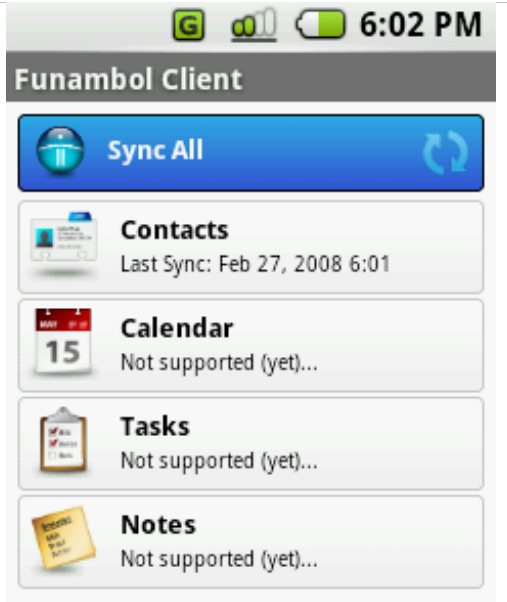 G 6:02 PM
Funambol Client
Sync All
Contacts
Last Sync: Feb 27, 2008 6:01
MAY
15
Calendar
Not supported (yet)...
Tasks
Not supported (yet)...
Notes
Not supported (yet)...